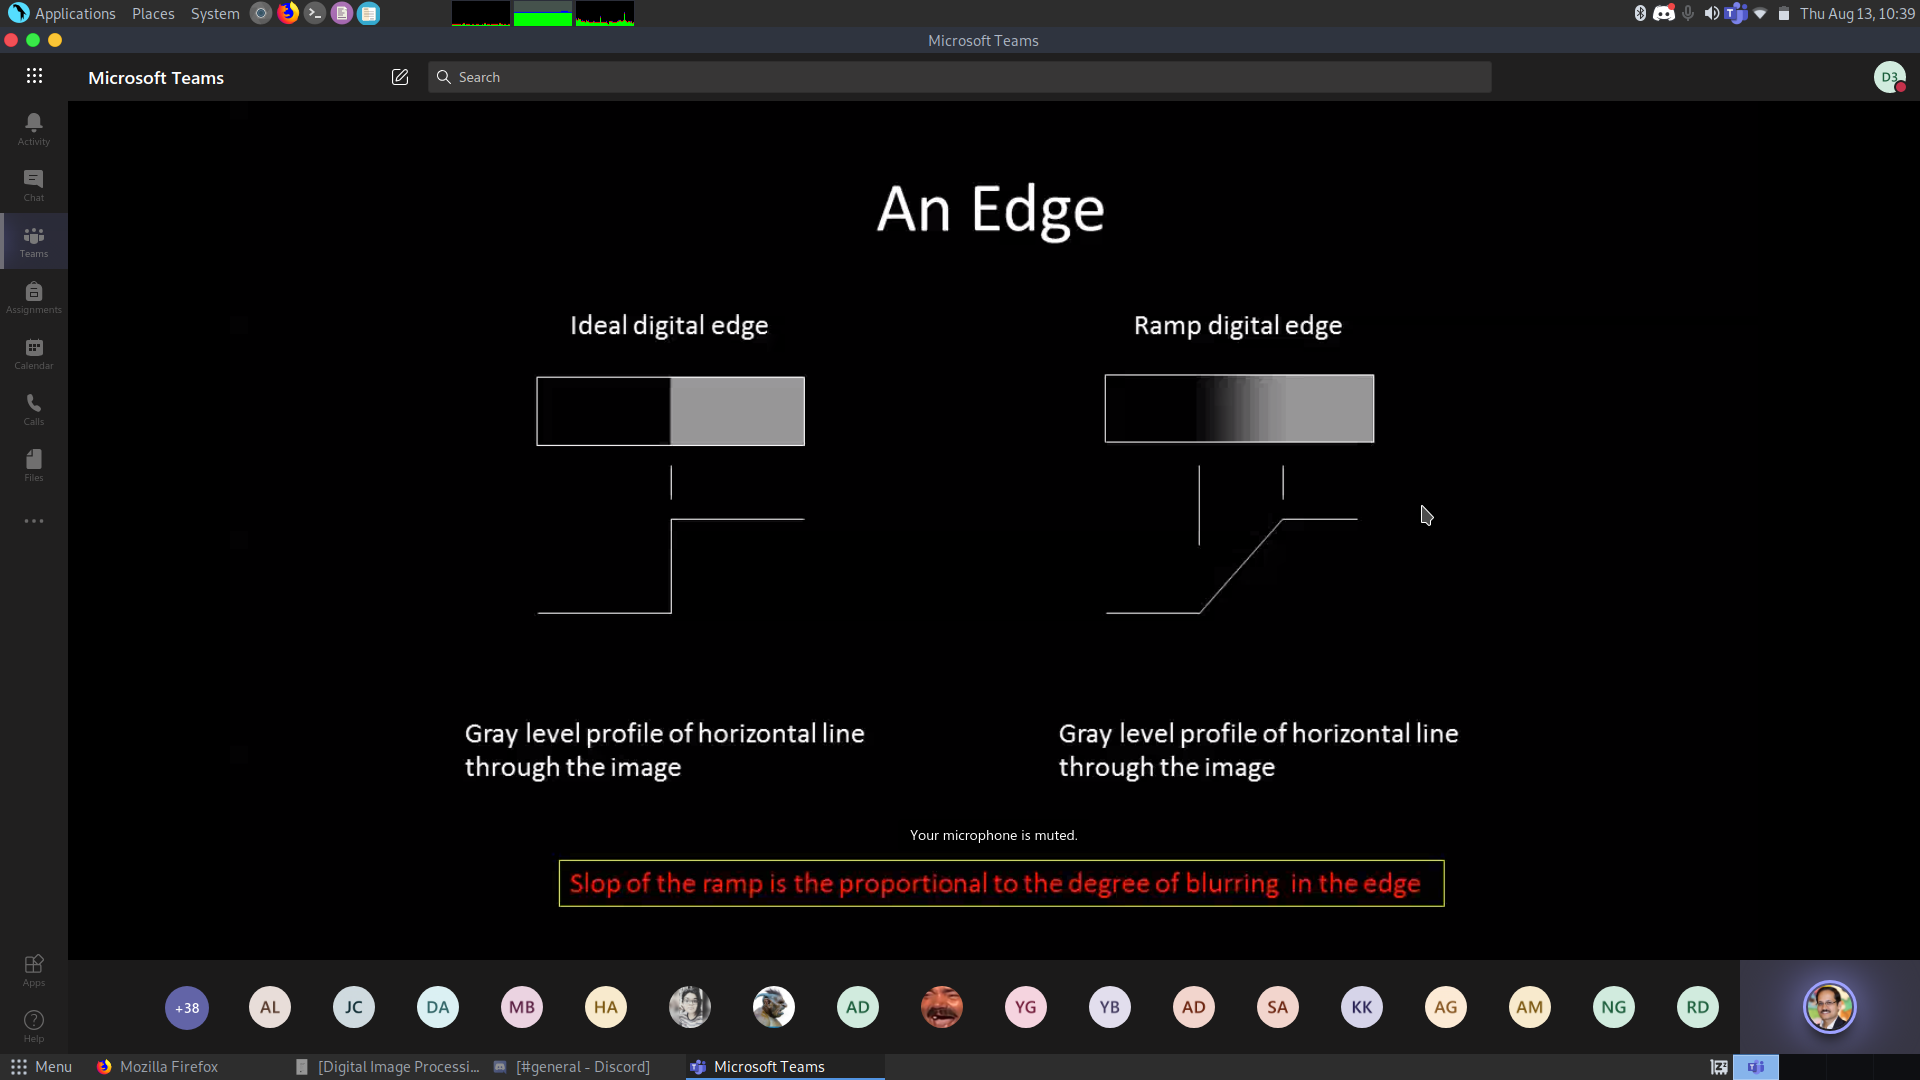 Applications Places System
Thu Aug 13, 10:39
Microsoft Teams
Microsoft Teams
Search
D3
Activity
Chat
Teams
Assignments
Calendar
Calls
Files
Apps
Help
An Edge
Ideal digital edge
Ramp digital edge
Gray level profile of horizontal line
through the image
Gray level profile of horizontal line
through the image
Your microphone is muted.
Slop of the ramp is the proportional to the degree of blurring in the edge
+38 AL JC DA MB HA AD YG YB AD SA KK AG AM NG RD
Menu Mozilla Firefox [Digital Image Processi... [#general - Discord] Microsoft Teams